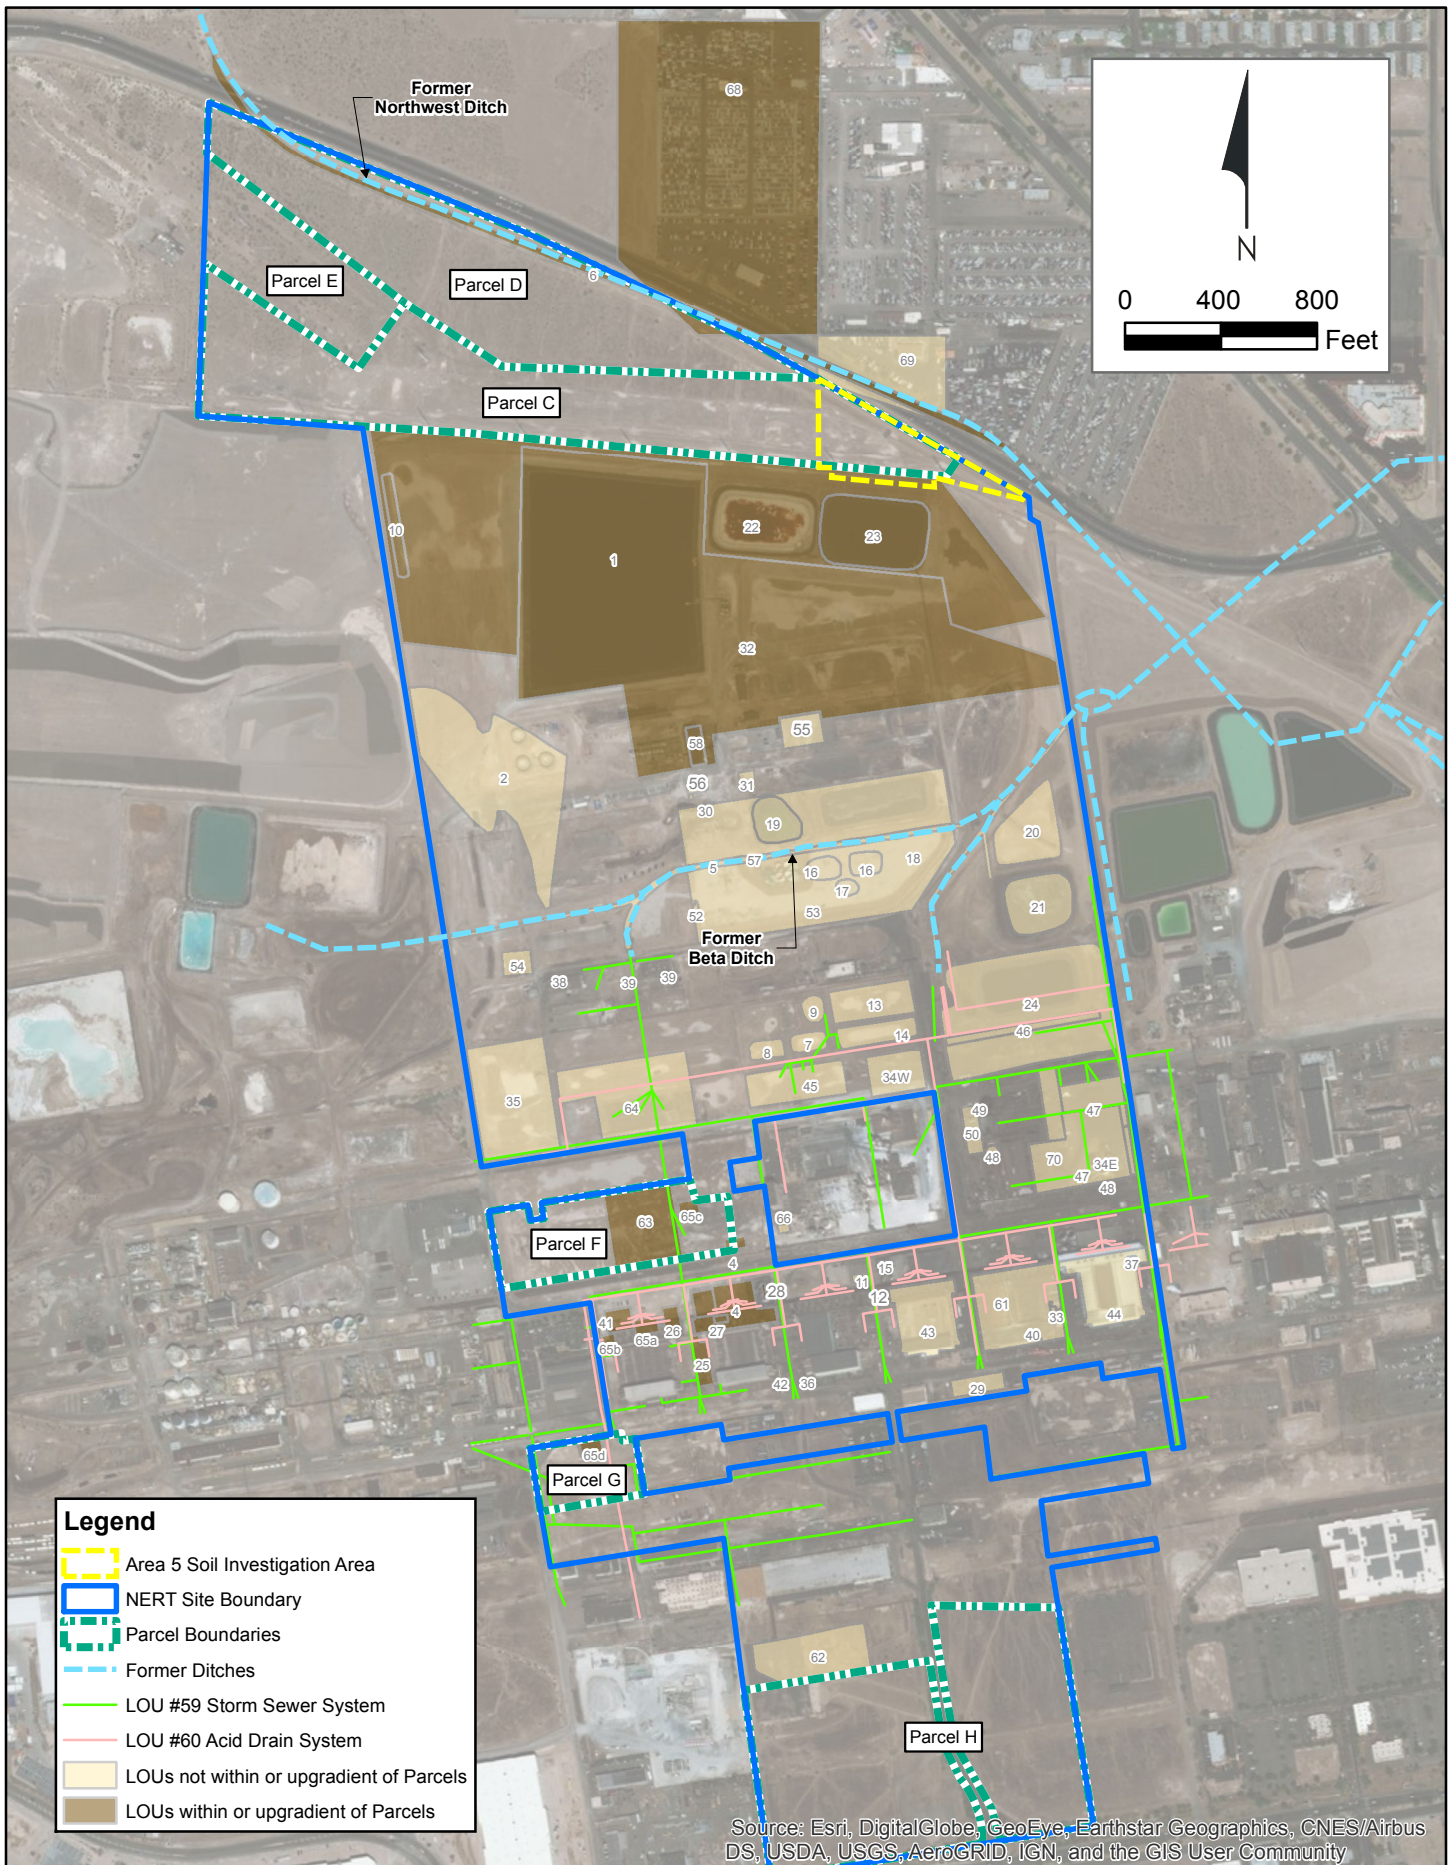 Former
Northwest Ditch
68
N
0 400 800
Feet
Parcel E
Parcel D
6
69
Parcel C
10
1
22
23
32
2
58
55
56
31
30
19
20
5
57
16
16
18
17
21
52
53
Former
Beta Ditch
54
38
39
39
9
13
24
14
46
8
7
35
64
45
34W
49
47
50
48
70
34E
47
48
63
65c
66
Parcel F
4
15
37
28
11
12
41
65a
26
27
4
61
33
44
65b
43
40
25
42
36
29
65d
Parcel G
62
Parcel H
Legend
Area 5 Soil Investigation Area
NERT Site Boundary
Parcel Boundaries
Former Ditches
LOU #59 Storm Sewer System
LOU #60 Acid Drain System
LOUs not within or upgradient of Parcels
LOUs within or upgradient of Parcels
Source: Esri, DigitalGlobe, GeoEye, Earthstar Geographics, CNES/Airbus
DS, USDA, USGS, AeroGRID, IGN, and the GIS User Community